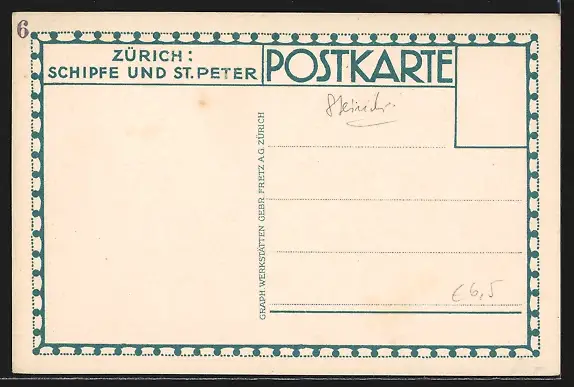 6
ZÜRICH:
SCHIPFE UND ST. PETER
POSTKARTE
GRAPH. WERKSTÄTTEN GEBR. FRETZ A.G. ZÜRICH
€ 6,5